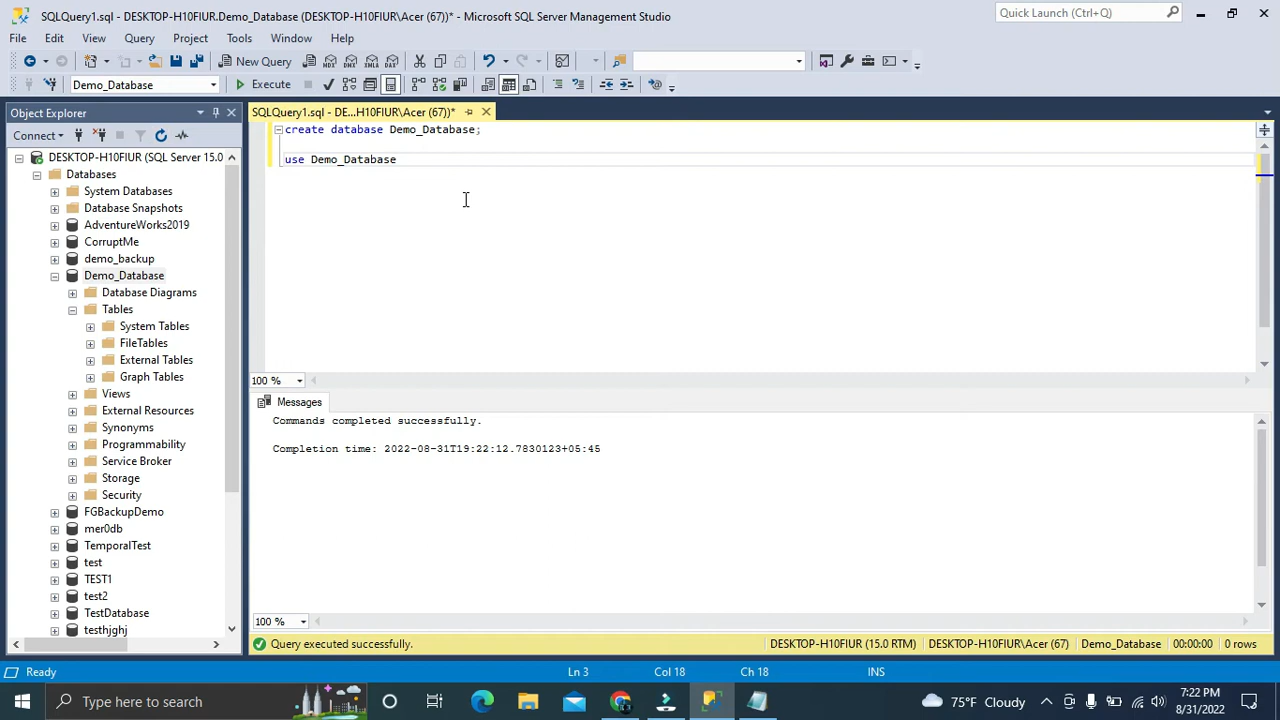 SQLQuery1.sql - DESKTOP-H10FIUR.Demo_Database (DESKTOP-H10FIUR\Acer (67))* - Microsoft SQL Server Management Studio
Quick Launch (Ctrl+Q)
File Edit View Query Project Tools Window Help
New Query
MDX DMX XMLA DAX
Demo_Database
Execute
Object Explorer
SQLQuery1.sql - DE...H10FIUR\Acer (67))*
Connect
create database Demo_Database;
use Demo_Database
DESKTOP-H10FIUR (SQL Server 15.0
Databases
System Databases
Database Snapshots
AdventureWorks2019
CorruptMe
demo_backup
Demo_Database
Database Diagrams
Tables
System Tables
FileTables
External Tables
Graph Tables
Views
External Resources
Synonyms
Programmability
Service Broker
Storage
Security
FGBackupDemo
mer0db
TemporalTest
test
TEST1
test2
TestDatabase
testhjghj
100 %
Messages
Commands completed successfully.
Completion time: 2022-08-31T19:22:12.7830123+05:45
100 %
Query executed successfully.
DESKTOP-H10FIUR (15.0 RTM) DESKTOP-H10FIUR\Acer (67) Demo_Database 00:00:00 0 rows
Ready Ln 3 Col 18 Ch 18 INS
Type here to search
75°F Cloudy
7:22 PM
8/31/2022